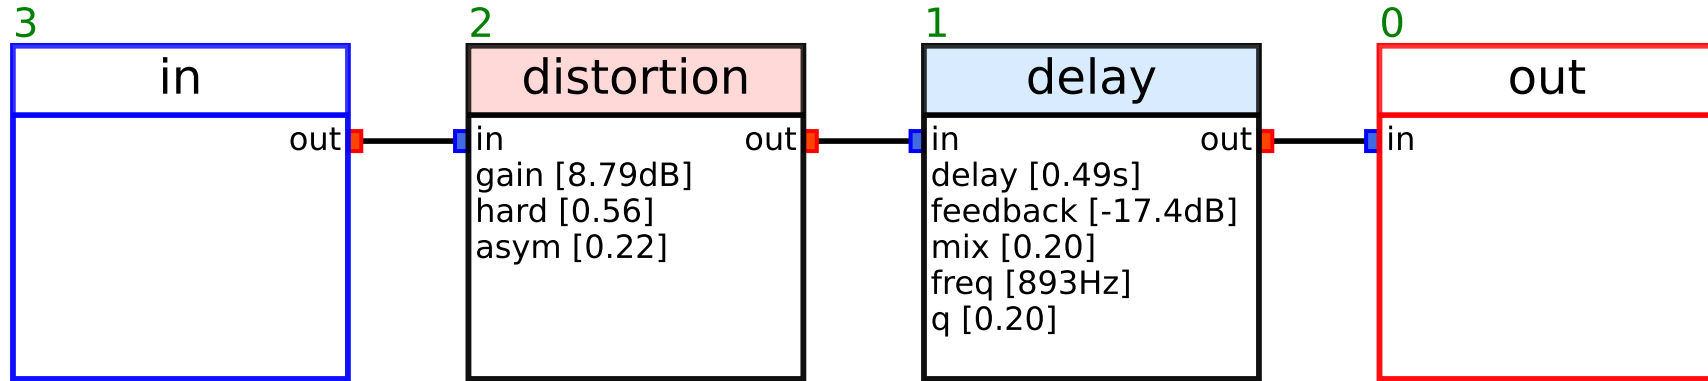 3
in
out
2
distortion
in
out
gain [8.79dB]
hard [0.56]
asym [0.22]
1
delay
in
out
delay [0.49s]
feedback [-17.4dB]
mix [0.20]
freq [893Hz]
q [0.20]
0
out
in